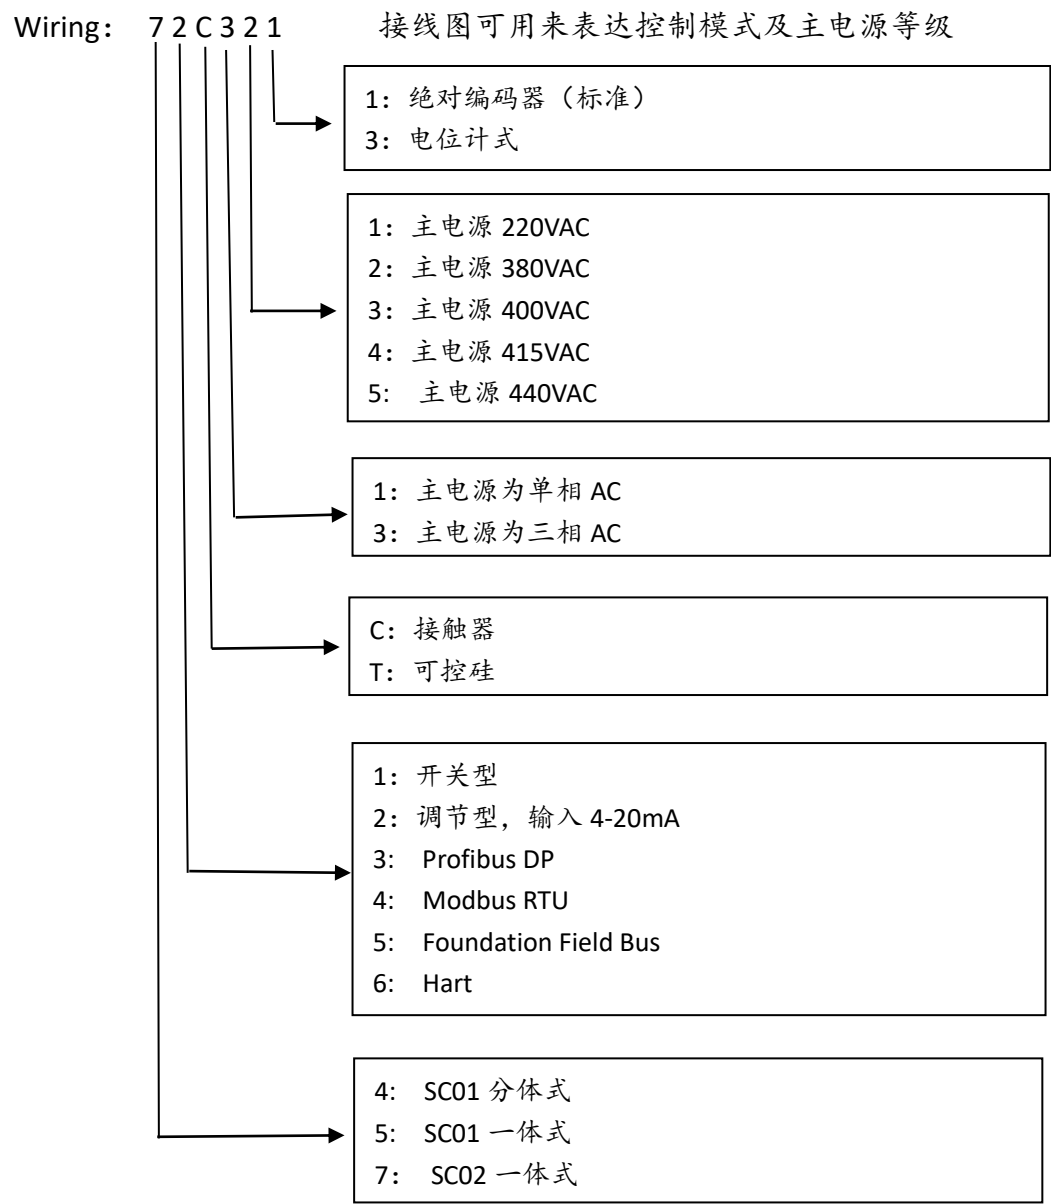 Wiring： 7 2 C 3 2 1 接线图可用来表达控制模式及主电源等级
1：绝对编码器（标准）
3：电位计式
1：主电源 220VAC
2：主电源 380VAC
3：主电源 400VAC
4：主电源 415VAC
5: 主电源 440VAC
1：主电源为单相 AC
3：主电源为三相 AC
C：接触器
T：可控硅
1：开关型
2：调节型，输入 4-20mA
3: Profibus DP
4: Modbus RTU
5: Foundation Field Bus
6: Hart
4: SC01 分体式
5: SC01 一体式
7： SC02 一体式